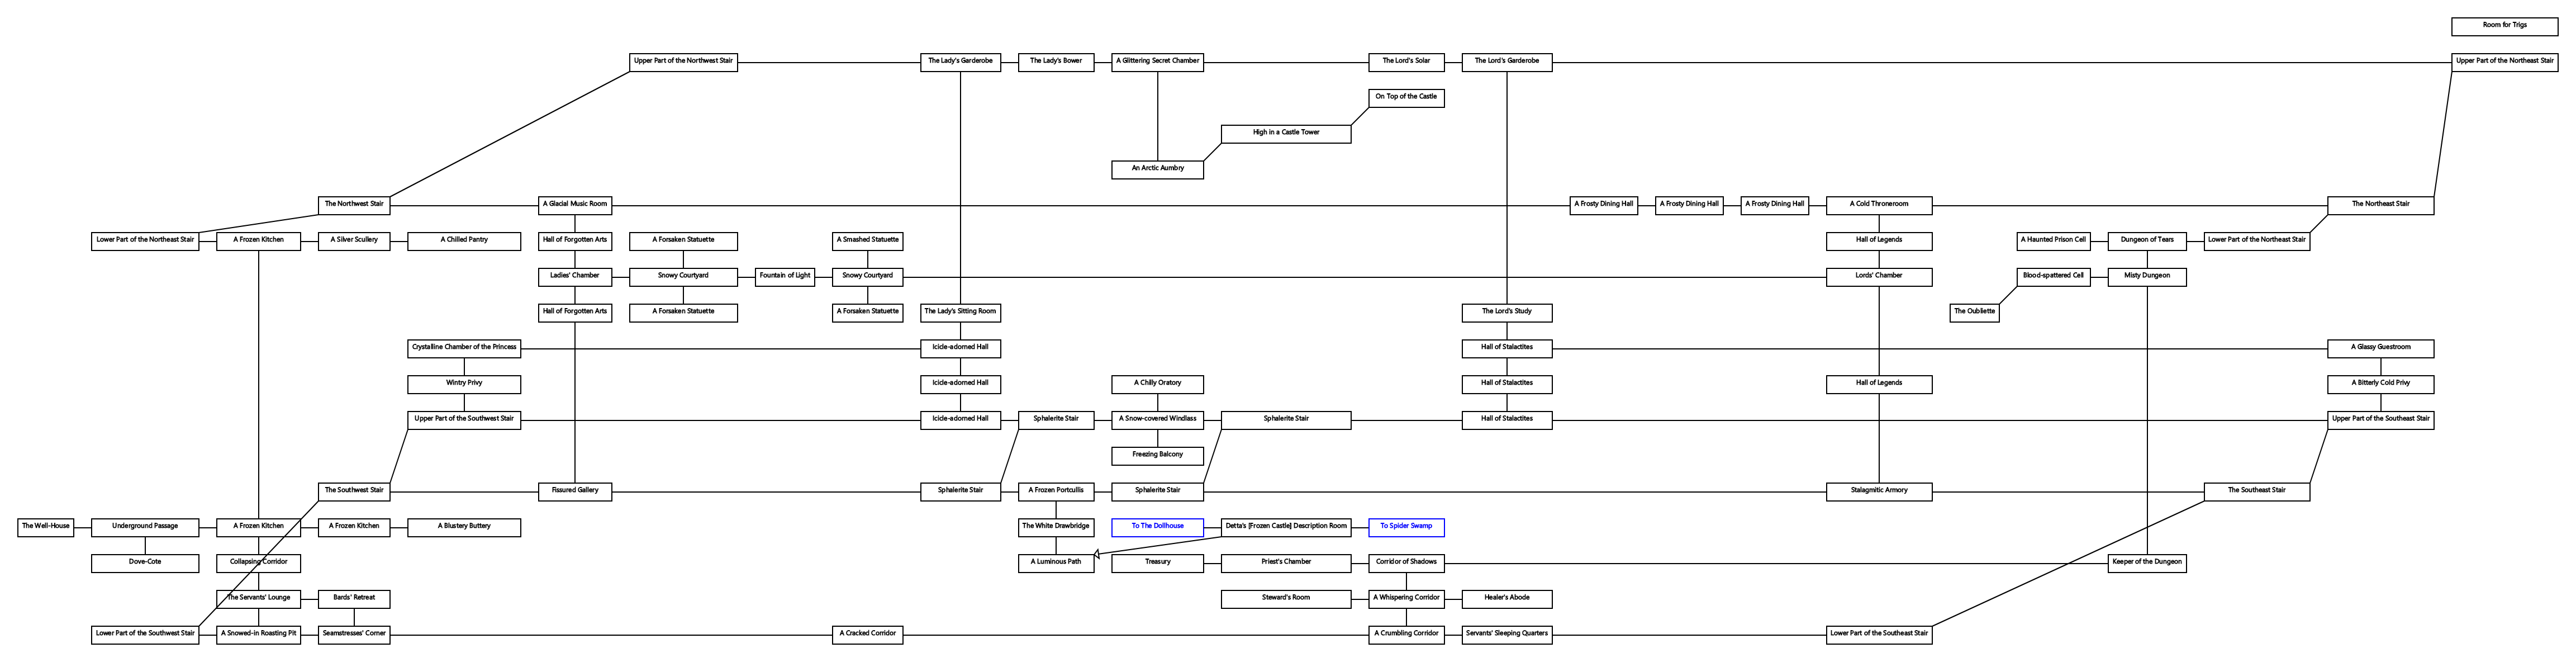 Room for Trigs
Upper Part of the Northwest Stair
The Lady's Garderobe
The Lady's Bower
A Glittering Secret Chamber
The Lord's Solar
The Lord's Garderobe
Upper Part of the Northeast Stair
On Top of the Castle
High in a Castle Tower
An Arctic Aumbry
The Northwest Stair
A Glacial Music Room
A Frosty Dining Hall
A Frosty Dining Hall
A Frosty Dining Hall
A Cold Throneroom
The Northeast Stair
Lower Part of the Northeast Stair
A Frozen Kitchen
A Silver Scullery
A Chilled Pantry
Hall of Forgotten Arts
A Forsaken Statuette
A Smashed Statuette
Hall of Legends
A Haunted Prison Cell
Dungeon of Tears
Lower Part of the Northeast Stair
Ladies' Chamber
Snowy Courtyard
Fountain of Light
Snowy Courtyard
Lords' Chamber
Blood-spattered Cell
Misty Dungeon
Hall of Forgotten Arts
A Forsaken Statuette
A Forsaken Statuette
The Lady's Sitting Room
The Lord's Study
The Oubliette
Crystalline Chamber of the Princess
Icicle-adorned Hall
Hall of Stalactites
A Glassy Guestroom
Wintry Privy
Icicle-adorned Hall
A Chilly Oratory
Hall of Stalactites
Hall of Legends
A Bitterly Cold Privy
Upper Part of the Southwest Stair
Icicle-adorned Hall
Sphalerite Stair
A Snow-covered Windlass
Sphalerite Stair
Hall of Stalactites
Upper Part of the Southeast Stair
Freezing Balcony
The Southwest Stair
Fissured Gallery
Sphalerite Stair
A Frozen Portcullis
Sphalerite Stair
Stalagmitic Armory
The Southeast Stair
The Well-House
Underground Passage
A Frozen Kitchen
A Frozen Kitchen
A Blustery Buttery
The White Drawbridge
To The Dollhouse
Detta's [Frozen Castle] Description Room
To Spider Swamp
Dove-Cote
Collapsing Corridor
A Luminous Path
Treasury
Priest's Chamber
Corridor of Shadows
Keeper of the Dungeon
The Servants' Lounge
Bards' Retreat
Steward's Room
A Whispering Corridor
Healer's Abode
Lower Part of the Southwest Stair
A Snowed-in Roasting Pit
Seamstresses' Corner
A Cracked Corridor
A Crumbling Corridor
Servants' Sleeping Quarters
Lower Part of the Southeast Stair